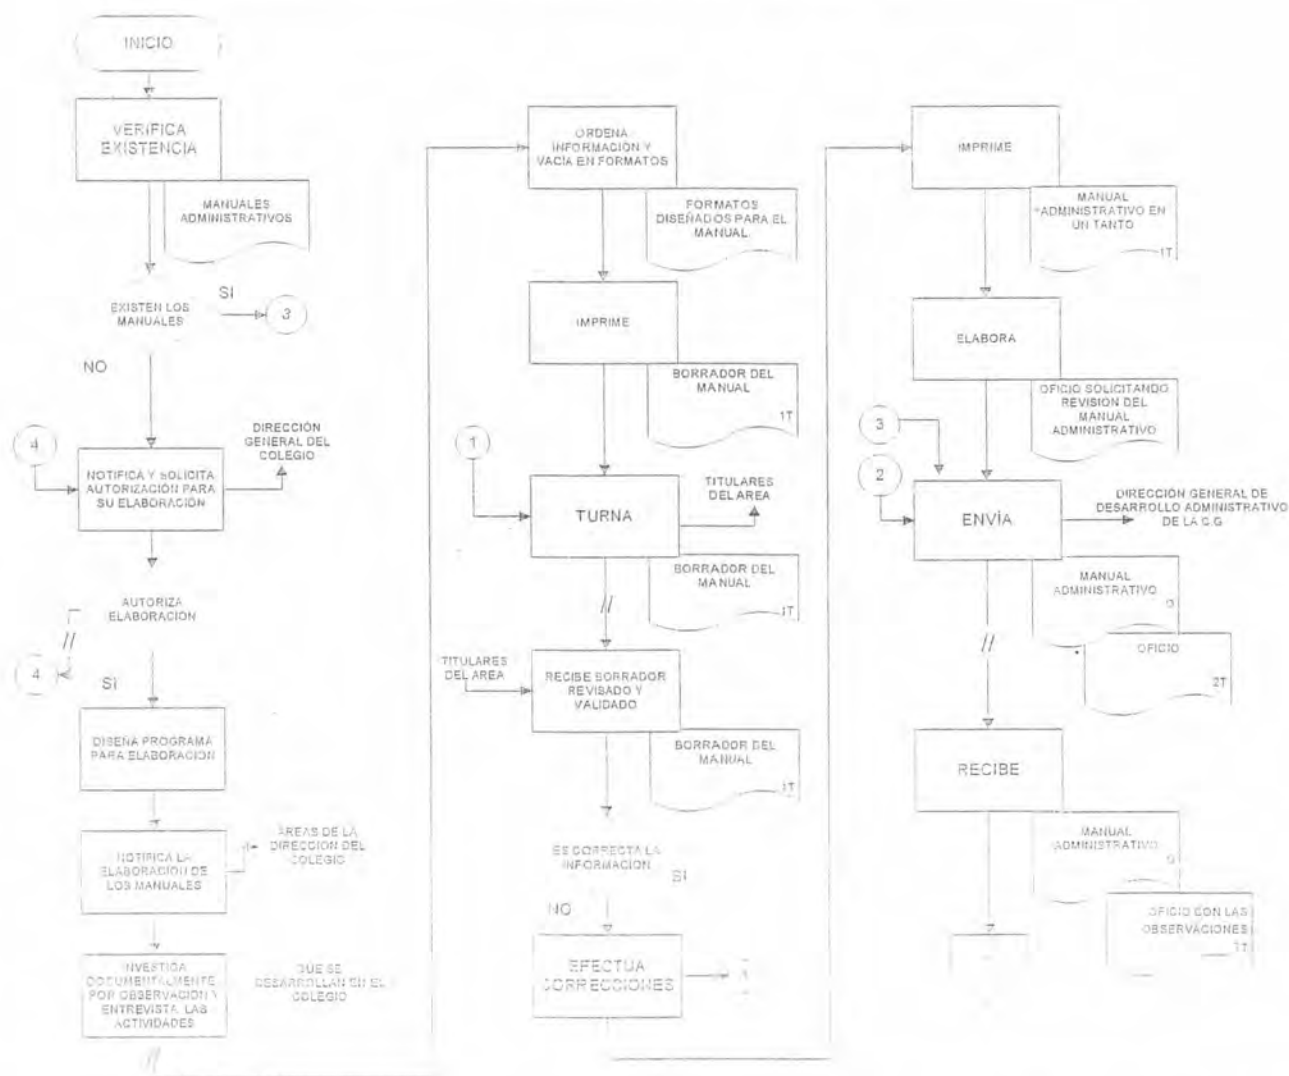 INICIO
VERIFICA
EXISTENCIA
MANUALES
ADMINISTRATIVOS
SI
EXISTEN LOS
MANUALES
3
NO
4
DIRECCIÓN
GENERAL DEL
COLEGIO
NOTIFICA Y SOLICITA
AUTORIZACIÓN PARA
SU ELABORACIÓN
AUTORIZA
ELABORACION
4
SI
DISEÑA PROGRAMA
PARA ELABORACION
NOTIFICA LA
ELABORACIÓN DE
LOS MANUALES
AREAS DE LA
DIRECCION DEL
COLEGIO
INVESTIGA
DOCUMENTALMENTE
POR OBSERVACIÓN Y
ENTREVISTA, LAS
ACTIVIDADES
QUE SE
DESARROLLAN EN EL
COLEGIO
ORDENA
INFORMACIÓN Y
VACÍA EN FORMATOS
FORMATOS
DISEÑADOS PARA EL
MANUAL
IMPRIME
BORRADOR DEL
MANUAL
1T
1
TURNA
TITULARES
DEL AREA
BORRADOR DEL
MANUAL
1T
TITULARES
DEL AREA
RECIBE BORRADOR
REVISADO Y
VALIDADO
BORRADOR DEL
MANUAL
1T
ES CORRECTA LA
INFORMACION
SI
NO
EFECTUA
CORRECCIONES
1
IMPRIME
MANUAL
ADMINISTRATIVO EN
UN TANTO
1T
ELABORA
OFICIO SOLICITANDO
REVISION DEL
MANUAL
ADMINISTRATIVO
3
2
ENVÍA
DIRECCIÓN GENERAL DE
DESARROLLO ADMINISTRATIVO
DE LA C.G
MANUAL
ADMINISTRATIVO
O
OFICIO
2T
RECIBE
MANUAL
ADMINISTRATIVO
O
OFICIO CON LAS
OBSERVACIONES
1T